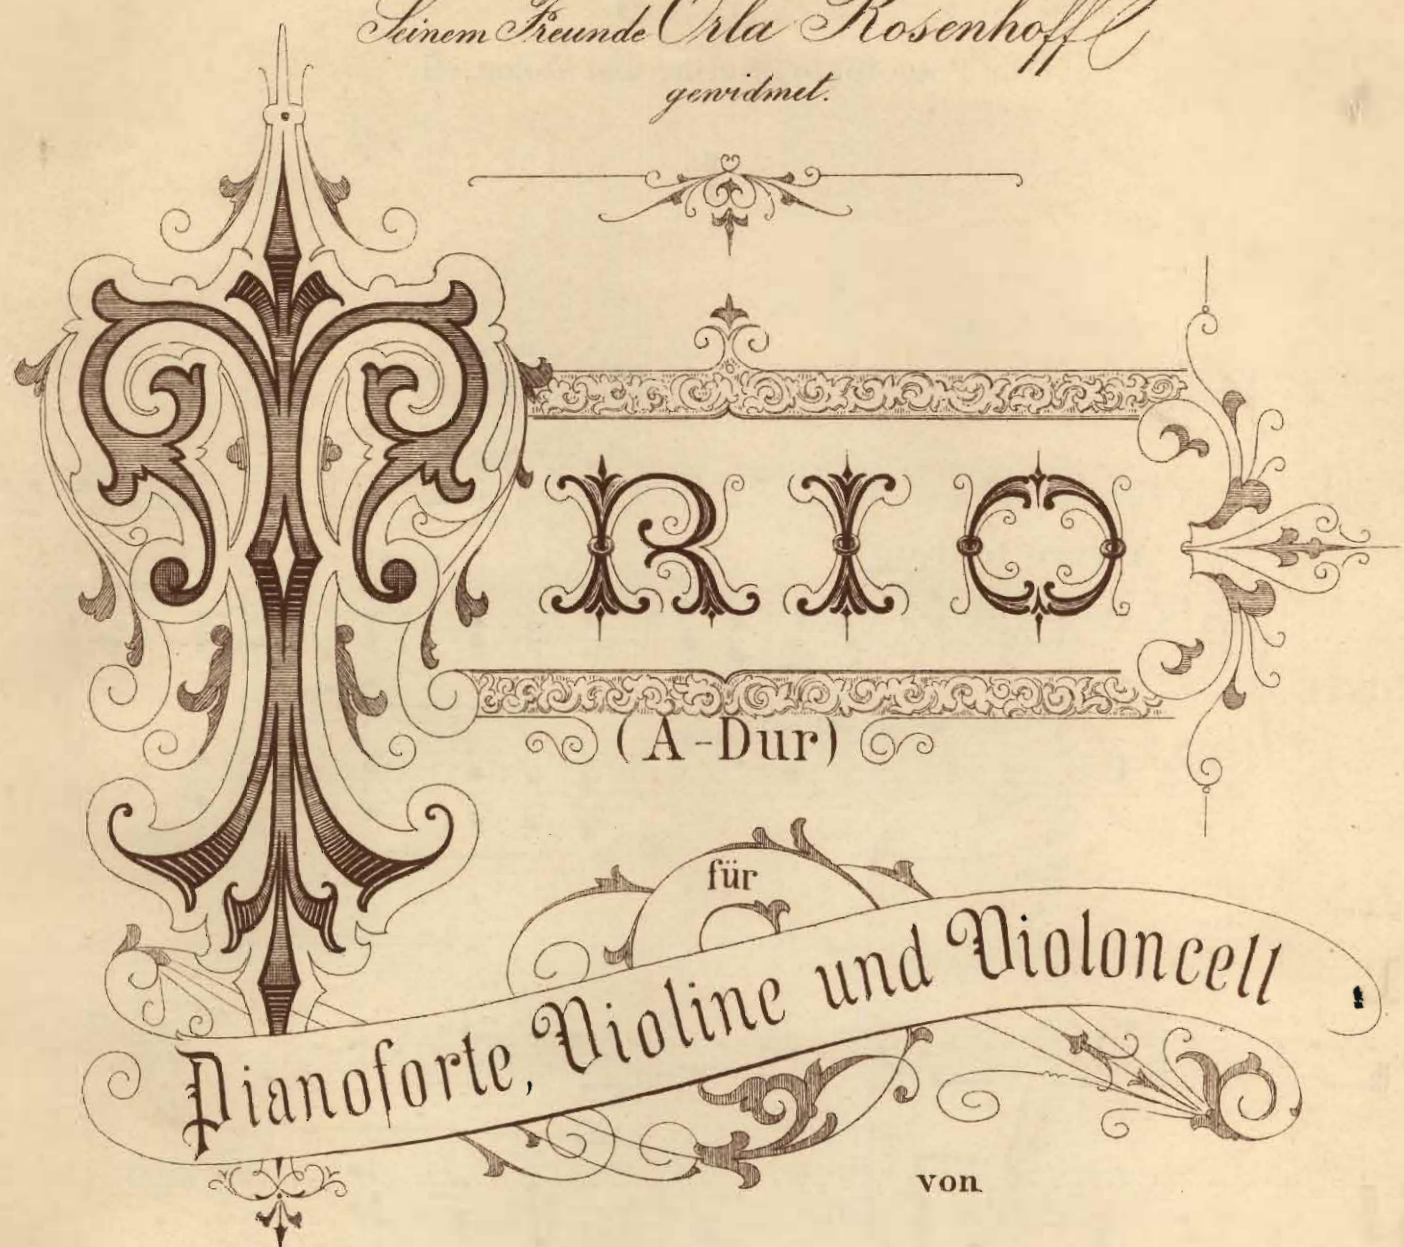 Seinem Freunde Orla Rosenhoff
gewidmet.
TRIO
(A-Dur)
für
Pianoforte, Violine und Violoncell
von